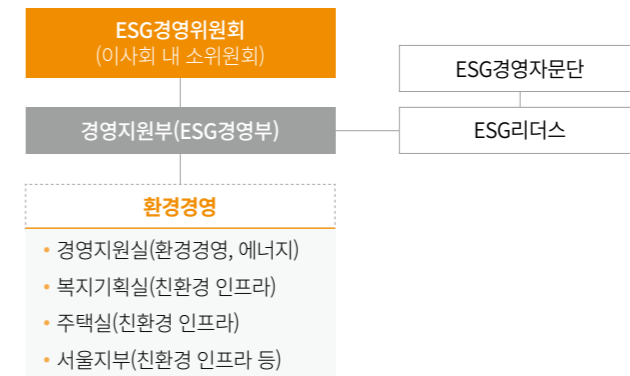 ESG경영위원회
(이사회 내 소위원회)
ESG경영자문단
경영지원부(ESG경영부)
ESG리더스
환경경영
• 경영지원실(환경경영, 에너지)
• 복지기획실(친환경 인프라)
• 주택실(친환경 인프라)
• 서울지부(친환경 인프라 등)